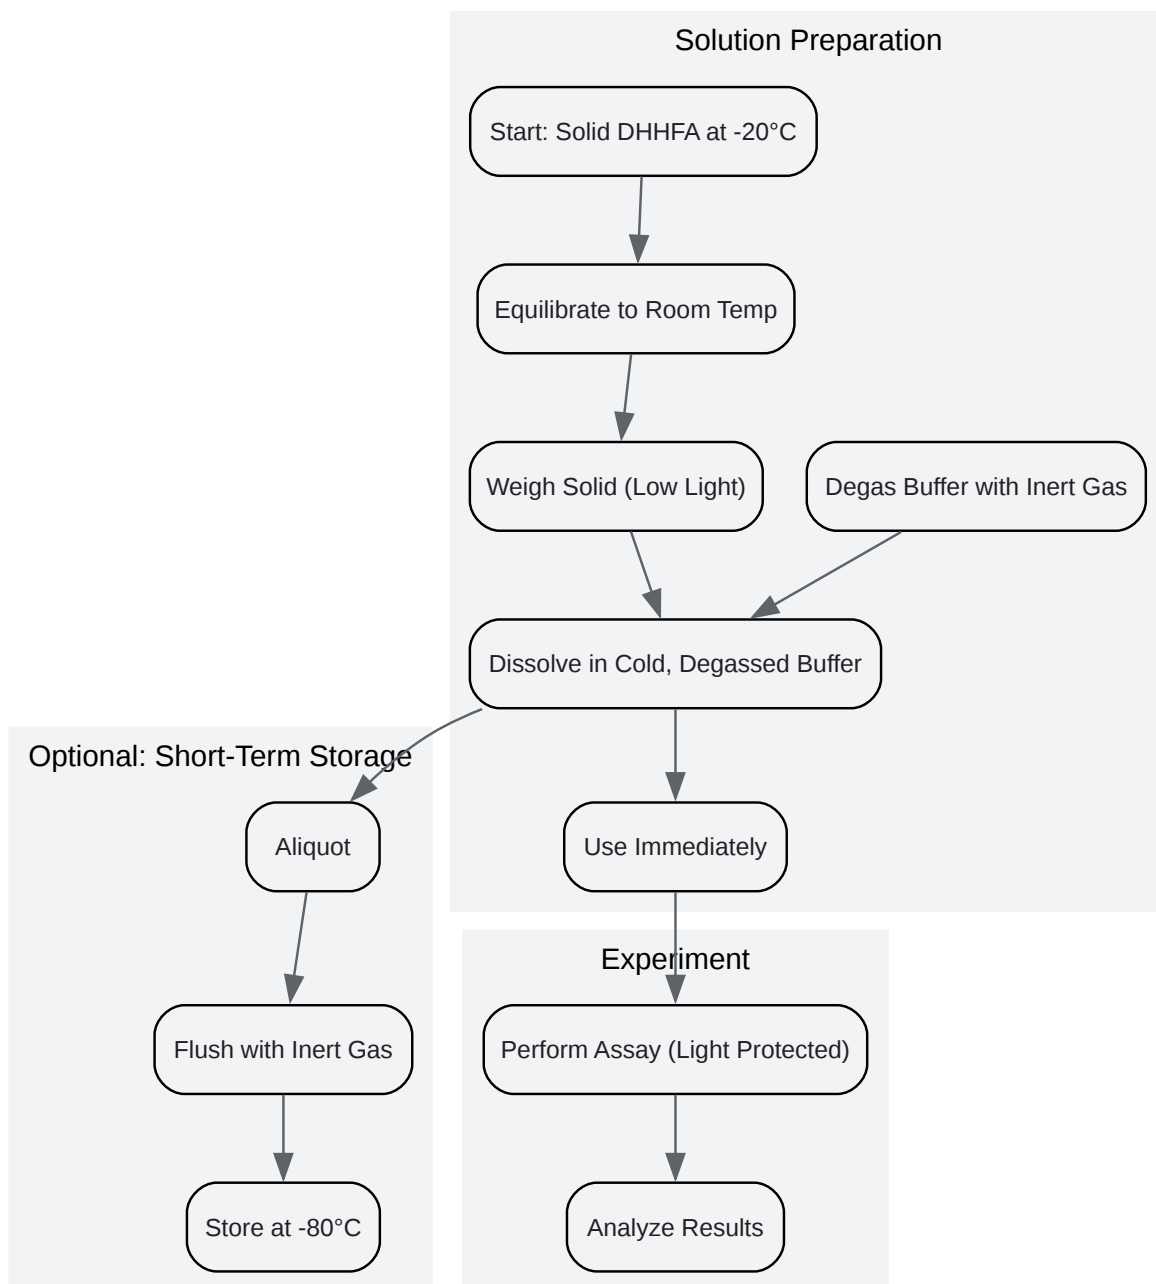 Solution Preparation
Start: Solid DHHFA at -20°C
Equilibrate to Room Temp
Weigh Solid (Low Light)
Degas Buffer with Inert Gas
Dissolve in Cold, Degassed Buffer
Optional: Short-Term Storage
Aliquot
Use Immediately
Experiment
Flush with Inert Gas
Perform Assay (Light Protected)
Store at -80°C
Analyze Results